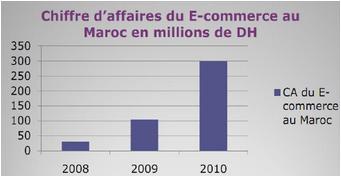 Chiffre d'affaires du E-commerce au
Maroc en millions de DH
350
300
250
200
150
100
50
0
2008 2009 2010
CA du E-
commerce
au Maroc